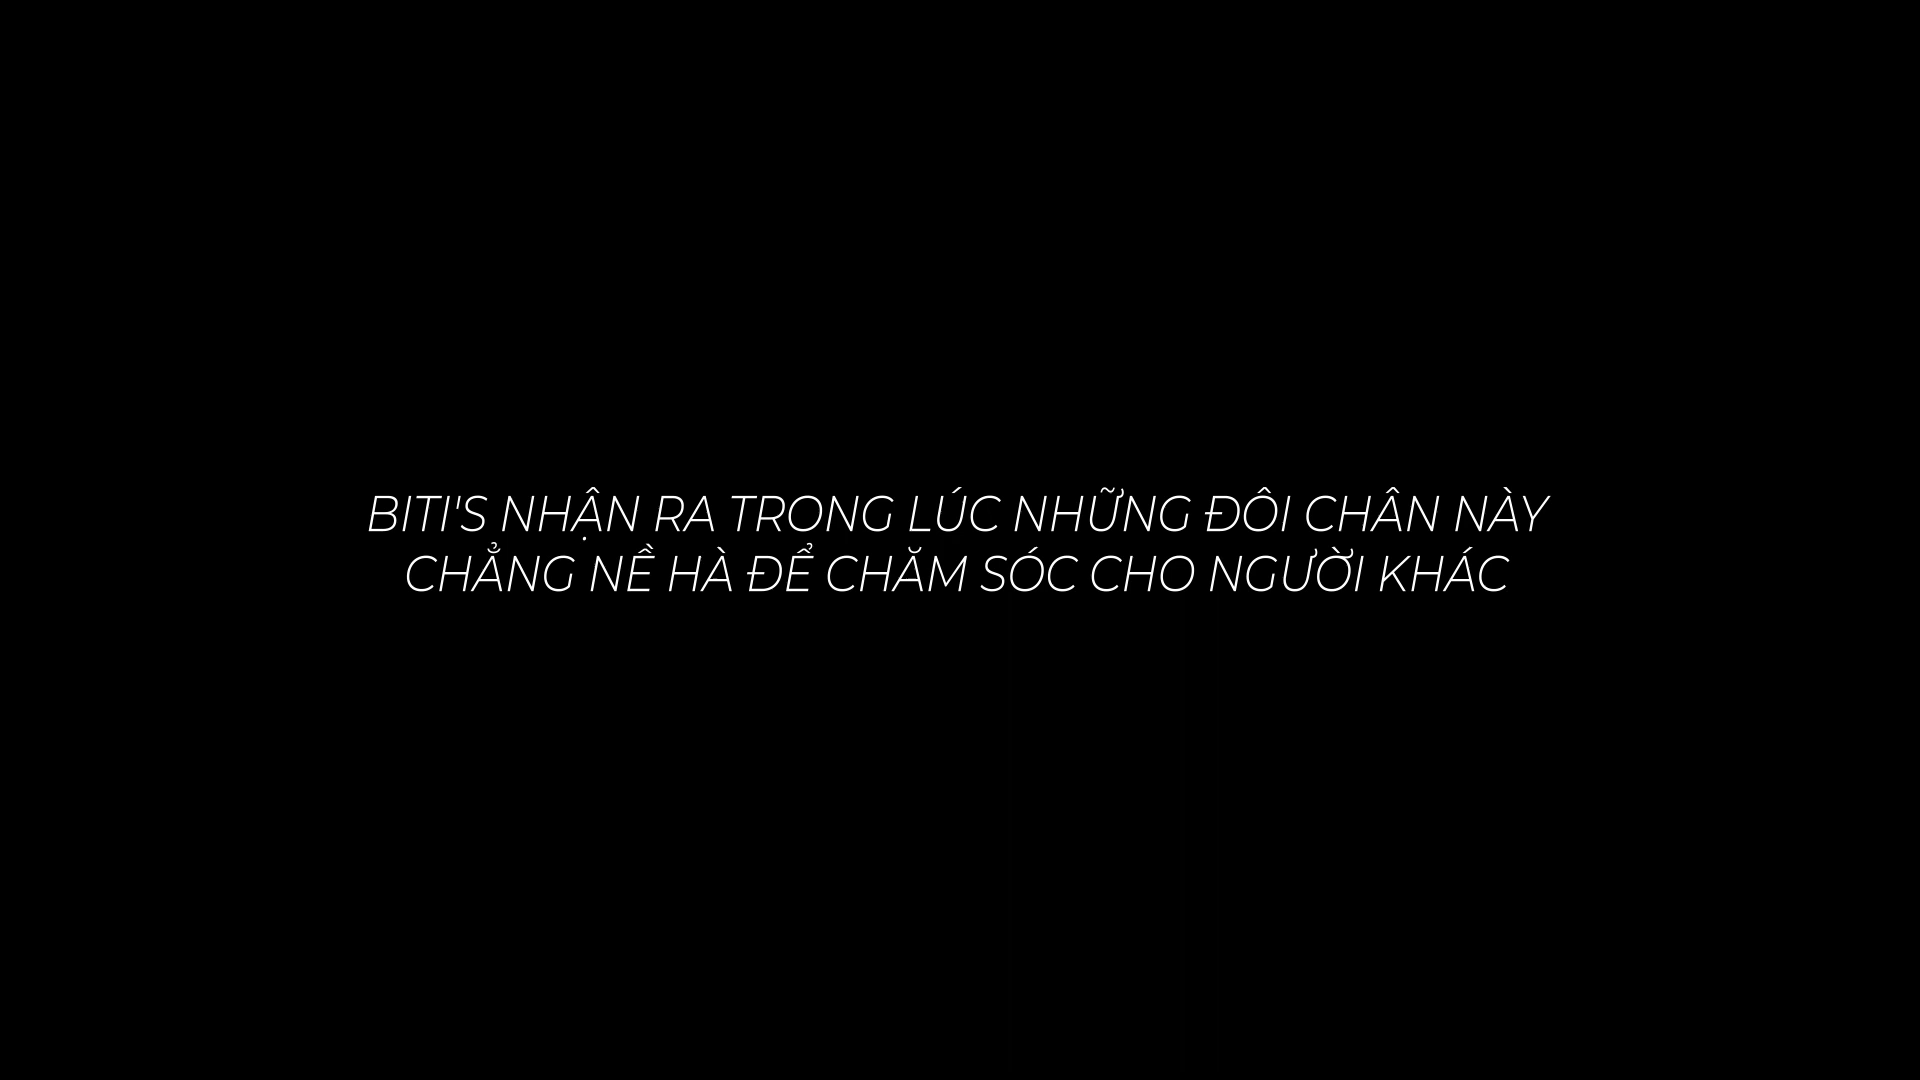 BITI'S NHẬN RA TRONG LÚC NHỮNG ĐÔI CHÂN NÀY
CHẲNG NỀ HÀ ĐỂ CHĂM SÓC CHO NGƯỜI KHÁC